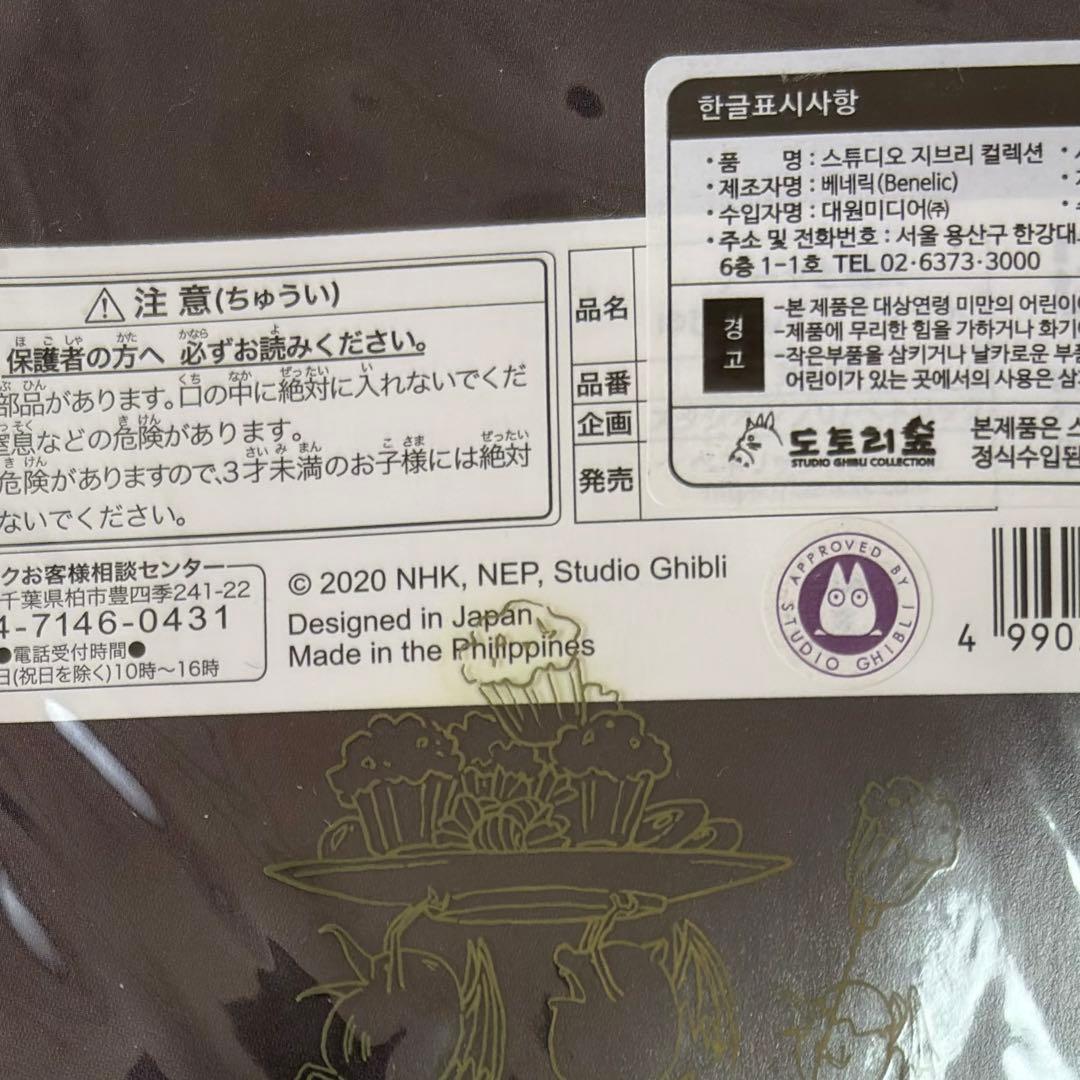 한글표시사항
•품 명 : 스튜디오 지브리 컬렉션
•제조자명 : 베네릭(Benelic)
•수입자명 : 대원미디어㈜
•주소 및 전화번호 : 서울 용산구 한강대
6층 1-1호 TEL 02·6373·3000
경고
-본 제품은 대상연령 미만의 어린이
-제품에 무리한 힘을 가하거나 화기
-작은부품을 삼키거나 날카로운 부품
어린이가 있는 곳에서의 사용은 삼
도토리숲
STUDIO GHIBLI COLLECTION
본제품은 스
정식수입된
⚠注意(ちゅうい)
保護者の方へ 必ずお読みください。
部品があります。口の中に絶対に入れないでくだ
窒息などの危険があります。
危険がありますので、3才未満のお子様には絶対
ないでください。
品名
品番
企画
発売
クお客様相談センター
千葉県柏市豊四季241-22
4-7146-0431
●電話受付時間●
日(祝日を除く)10時〜16時
© 2020 NHK, NEP, Studio Ghibli
Designed in Japan
Made in the Philippines
APPROVED BY STUDIO GHIBLI
4 990